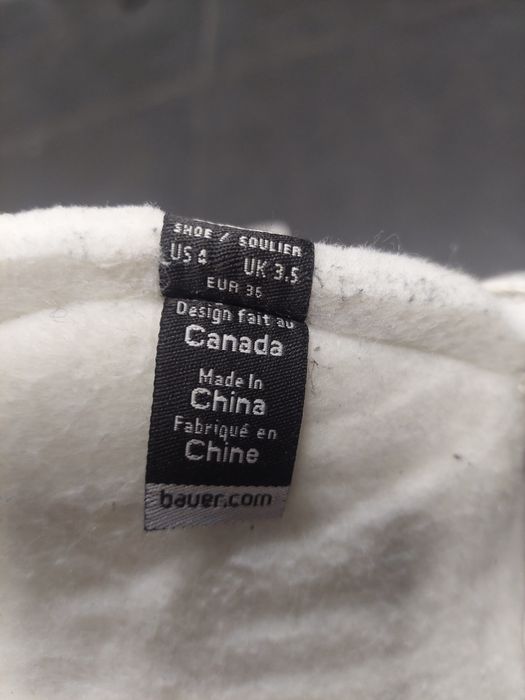 SHOE / SOULIER
US 4 UK 3.5
EUR 36
Design fait au
Canada
Made In
China
Fabriqué en
Chine
bauer.com